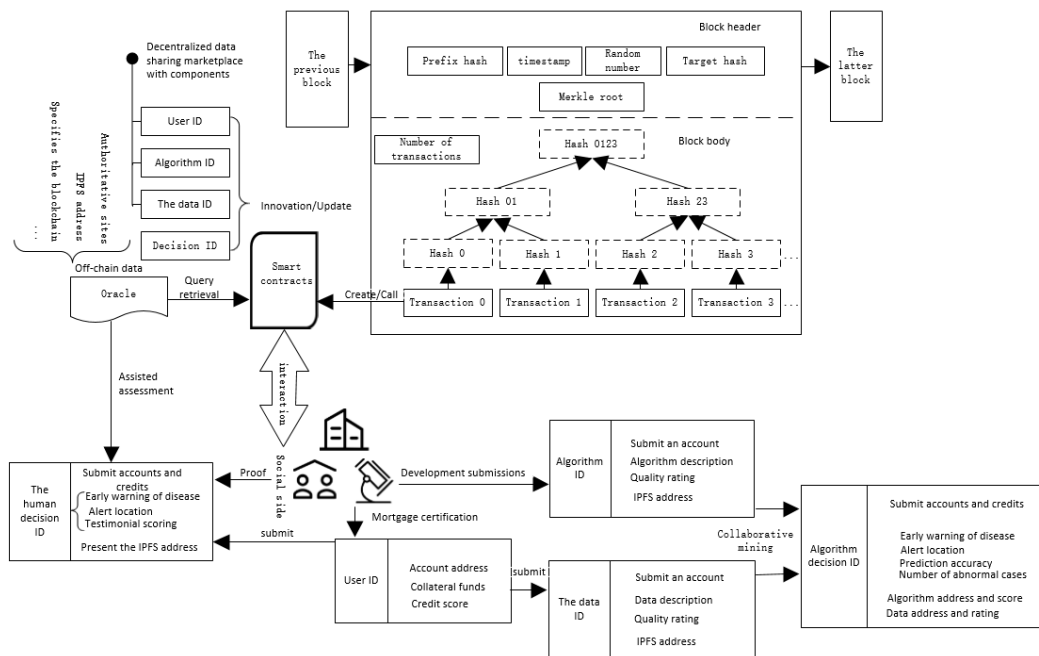 Decentralized data
sharing marketplace
with components
User ID
Algorithm ID
The data ID
Decision ID
Innovation/Update
Authoritative sites
IPFS address
Specifies the blockchain
...
Off-chain data
Oracle
Query
retrieval
Smart
contracts
Create/Call
The
previous
block
Block header
Prefix hash
timestamp
Random
number
Target hash
Merkle root
The
latter
block
Number of
transactions
Block body
Hash 0123
Hash 01
Hash 23
Hash 0
Hash 1
Hash 2
Hash 3
...
Transaction 0
Transaction 1
Transaction 2
Transaction 3
...
interaction
Social side
Assisted
assessment
Proof
submit
Development submissions
Mortgage certification
The
human
decision
ID
Submit accounts and
credits
Early warning of disease
Alert location
Testimonial scoring
Present the IPFS address
User ID
Account address
Collateral funds
Credit score
submit
Algorithm
ID
Submit an account
Algorithm description
Quality rating
IPFS address
The data
ID
Submit an account
Data description
Quality rating
IPFS address
Collaborative
mining
Algorithm
decision ID
Submit accounts and credits
Early warning of disease
Alert location
Prediction accuracy
Number of abnormal cases
Algorithm address and score
Data address and rating